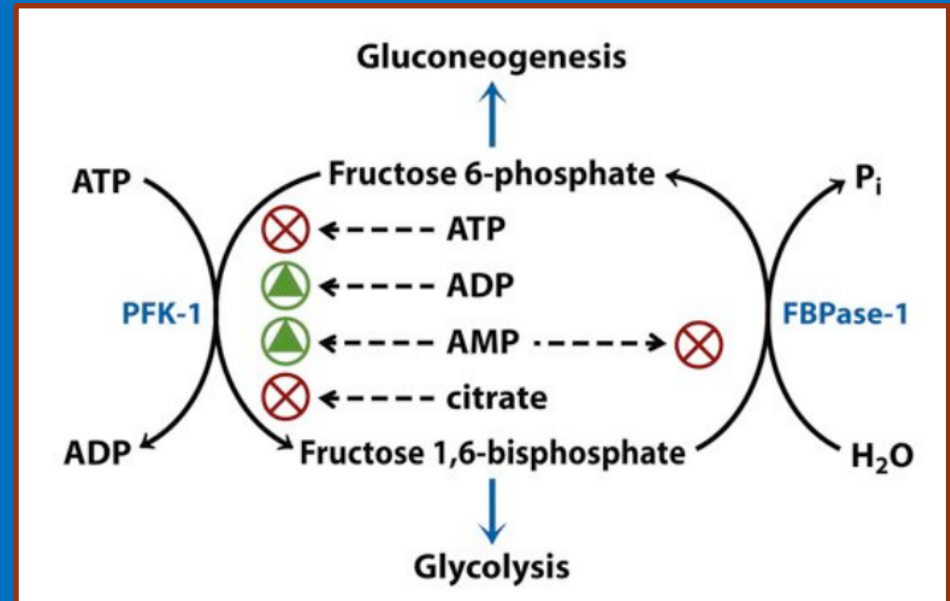 Gluconeogenesis
ATP Fructose 6-phosphate Pi
ATP
ADP
PFK-1 FBPase-1
AMP
citrate
ADP Fructose 1,6-bisphosphate H2O
Glycolysis